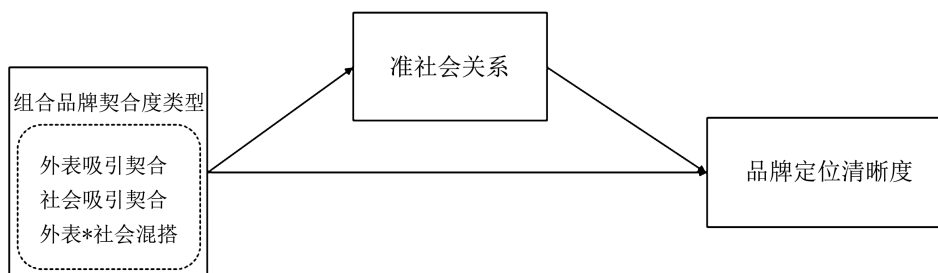 准社会关系
组合品牌契合度类型
外表吸引契合
社会吸引契合
外表*社会混搭
品牌定位清晰度